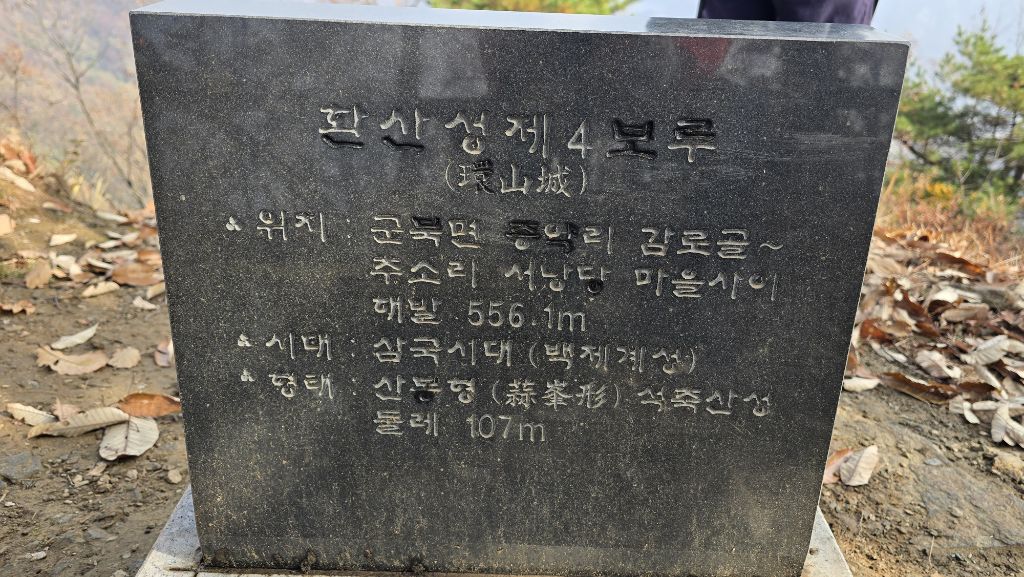 환산성제4보루
(環山城)
위치 : 군북면 증약리 감로골~
추소리 서낭당 마을사이
해발 556.1m
시대 : 삼국시대 (백제계성)
형태 : 산봉형 (蒜峯形) 석축산성
둘레 107m